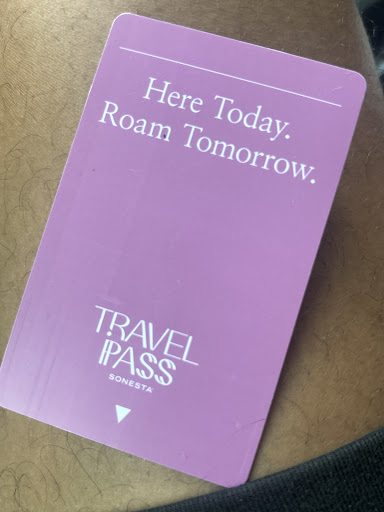 Here Today.
Roam Tomorrow.
TRAVEL
PASS
SONESTA